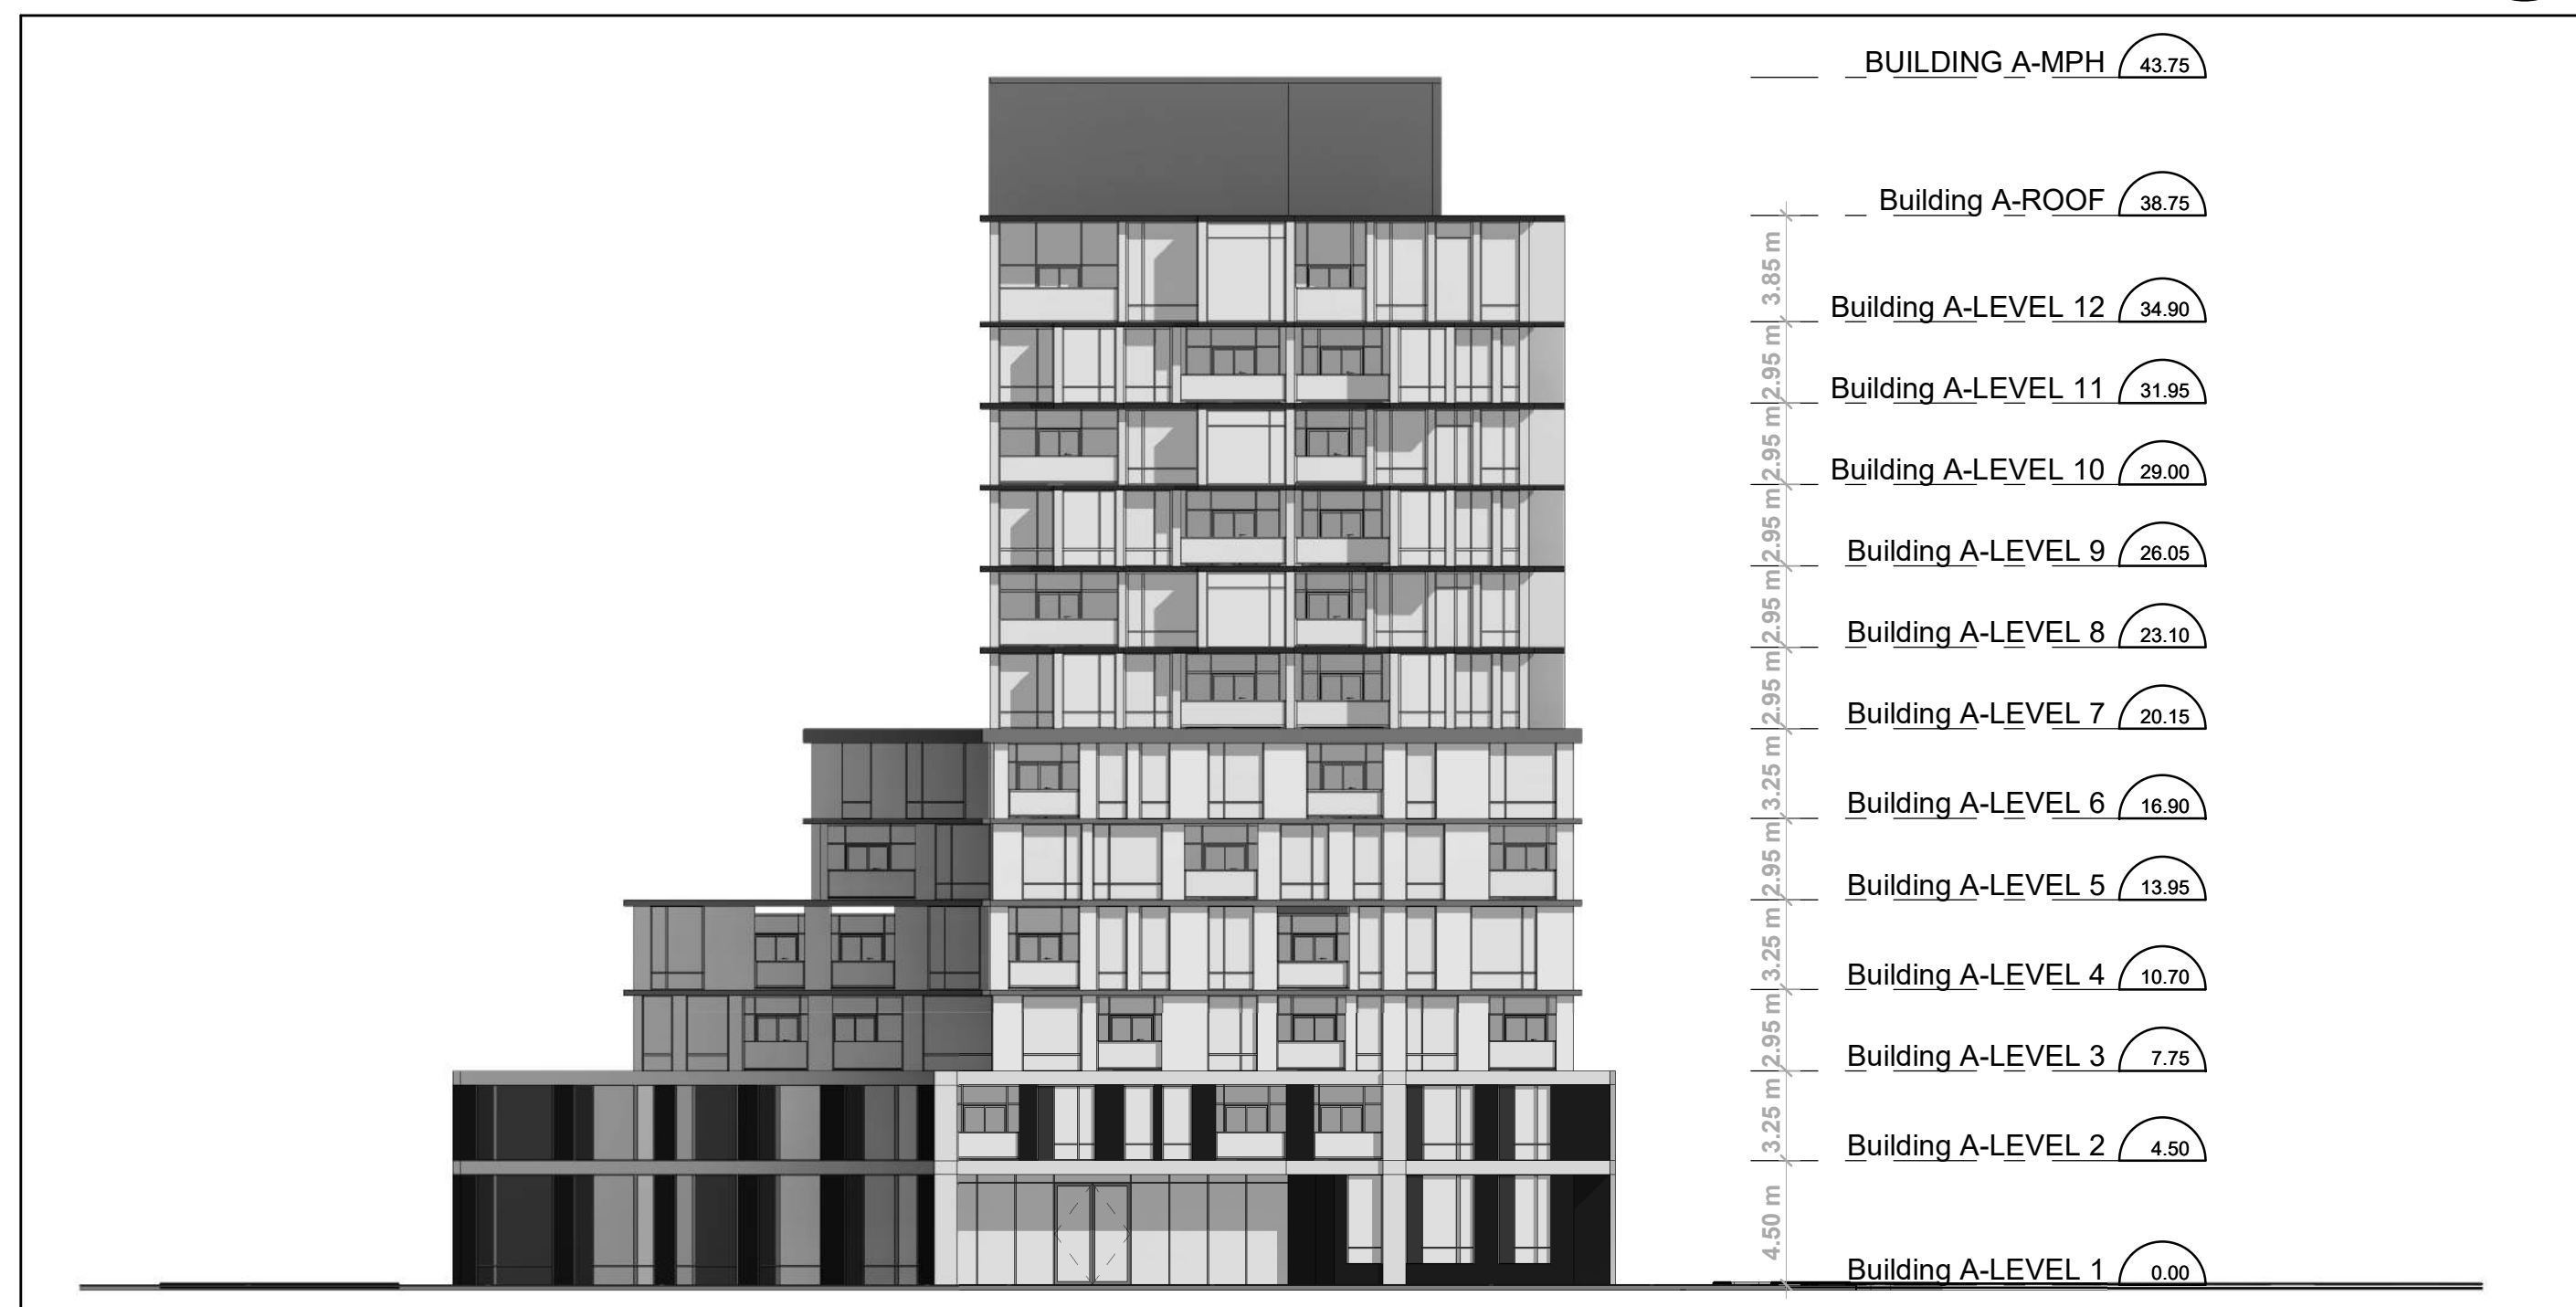 BUILDING A-MPH 43.75
Building A-ROOF 38.75
3.85 m
Building A-LEVEL 12 34.90
2.95 m
Building A-LEVEL 11 31.95
2.95 m
Building A-LEVEL 10 29.00
2.95 m
Building A-LEVEL 9 26.05
2.95 m
Building A-LEVEL 8 23.10
2.95 m
Building A-LEVEL 7 20.15
3.25 m
Building A-LEVEL 6 16.90
2.95 m
Building A-LEVEL 5 13.95
3.25 m
Building A-LEVEL 4 10.70
2.95 m
Building A-LEVEL 3 7.75
3.25 m
Building A-LEVEL 2 4.50
4.50 m
Building A-LEVEL 1 0.00